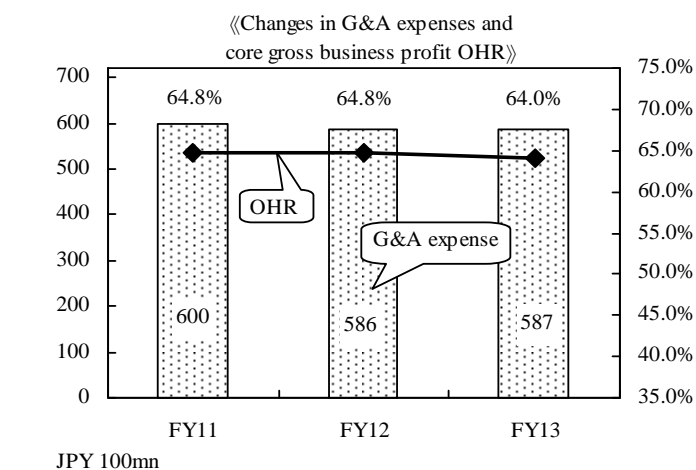 《Changes in G&A expenses and
core gross business profit OHR》
700
600
500
400
300
200
100
0
75.0%
70.0%
65.0%
60.0%
55.0%
50.0%
45.0%
40.0%
35.0%
64.8%
64.8%
64.0%
OHR
G&A expense
600
586
587
FY11
FY12
FY13
JPY 100mn